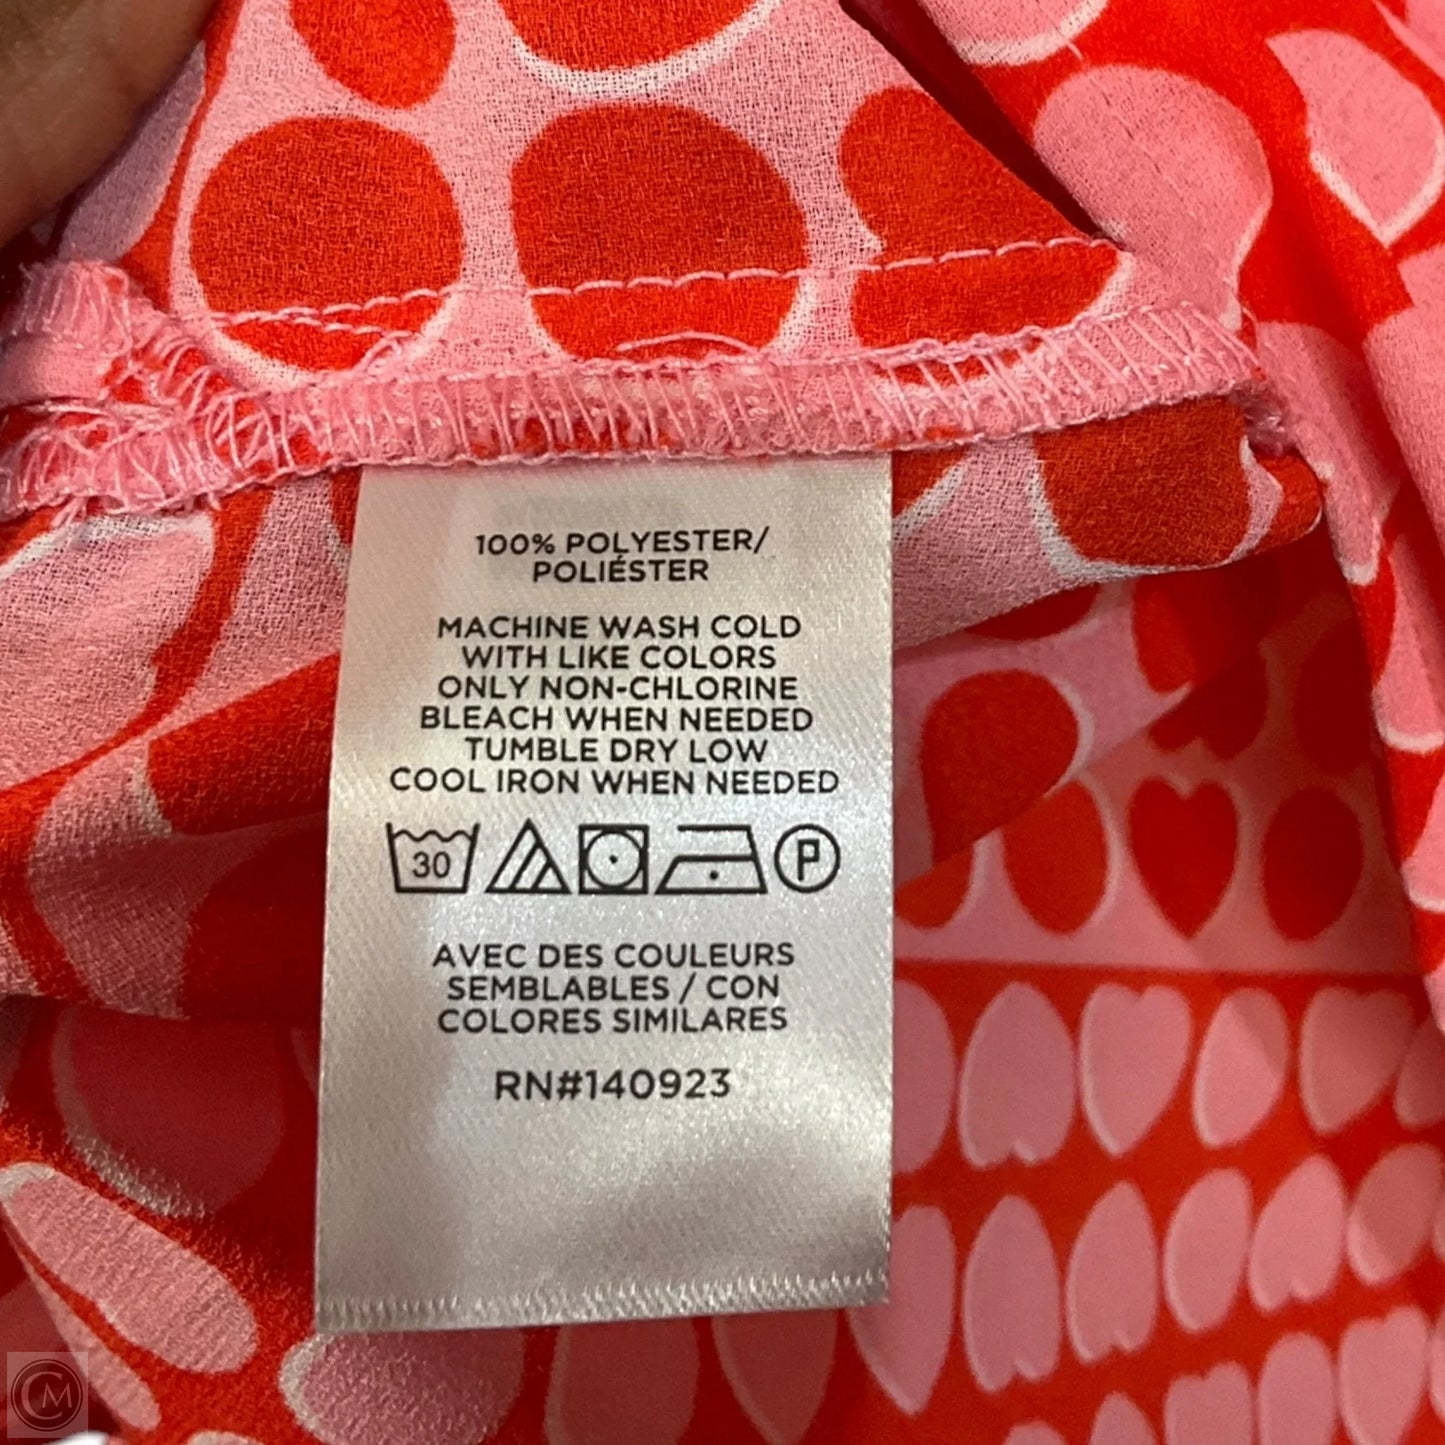 100% POLYESTER/
POLIÉSTER
MACHINE WASH COLD
WITH LIKE COLORS
ONLY NON-CHLORINE
BLEACH WHEN NEEDED
TUMBLE DRY LOW
COOL IRON WHEN NEEDED
30 P
AVEC DES COULEURS
SEMBLABLES / CON
COLORES SIMILARES
RN#140923
CM